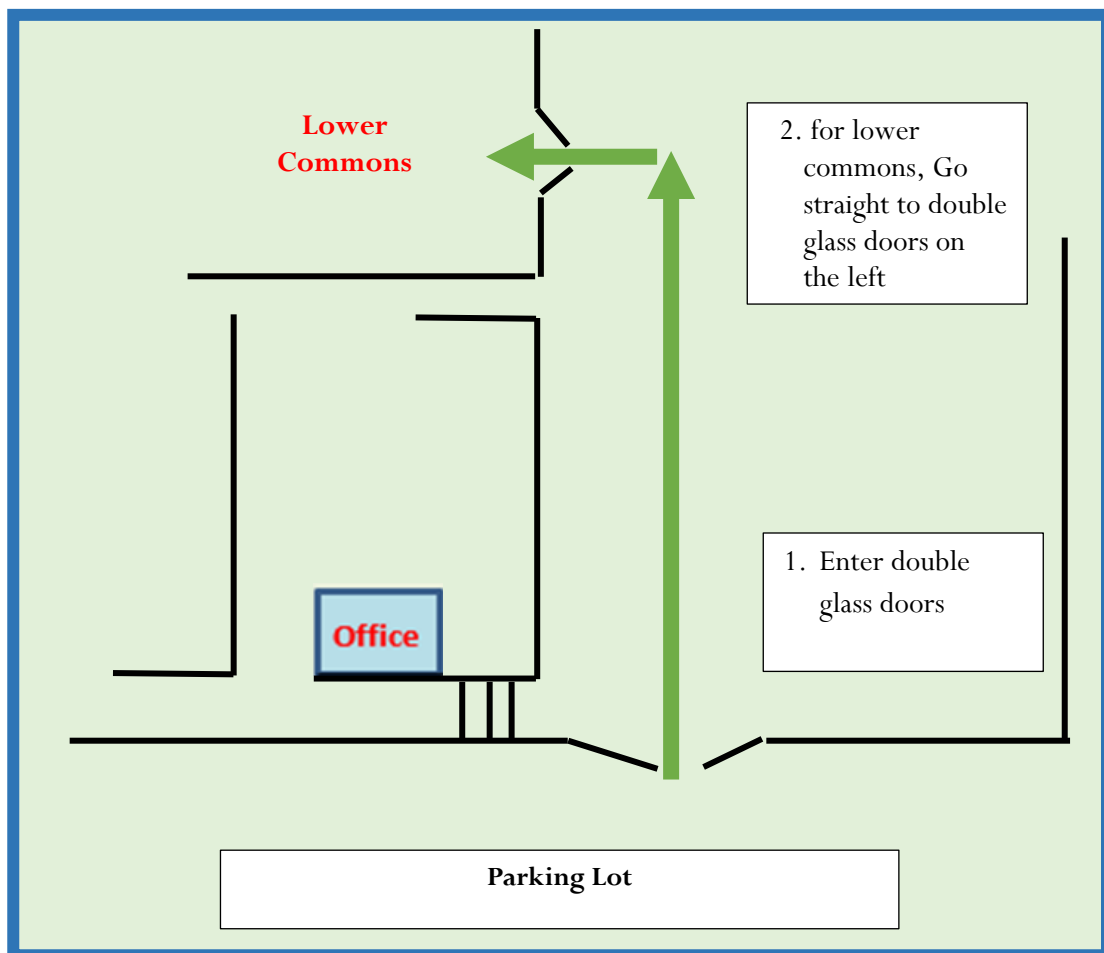 Lower
Commons
2. for lower
commons, Go
straight to double
glass doors on
the left
1. Enter double
glass doors
Office
Parking Lot